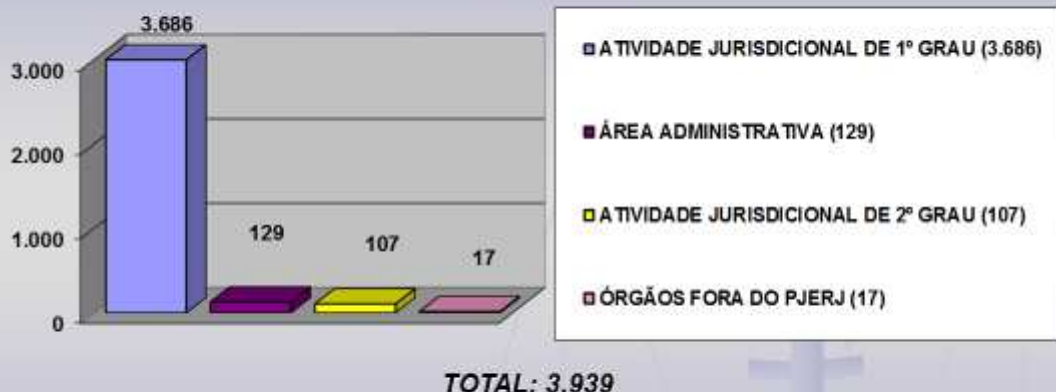 3.686
3.000
2.000
1.000
0
129
107
17
ATIVIDADE JURISDICIONAL DE 1º GRAU (3.686)
ÁREA ADMINISTRATIVA (129)
ATIVIDADE JURISDICIONAL DE 2º GRAU (107)
ÓRGÃOS FORA DO PJERJ (17)
TOTAL: 3.939